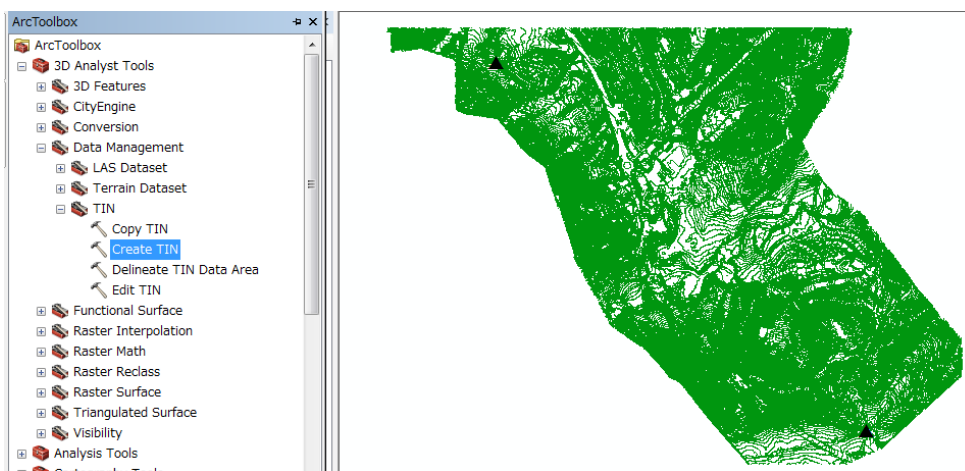 ArcToolbox
ArcToolbox
3D Analyst Tools
3D Features
CityEngine
Conversion
Data Management
LAS Dataset
Terrain Dataset
TIN
Copy TIN
Create TIN
Delineate TIN Data Area
Edit TIN
Functional Surface
Raster Interpolation
Raster Math
Raster Reclass
Raster Surface
Triangulated Surface
Visibility
Analysis Tools